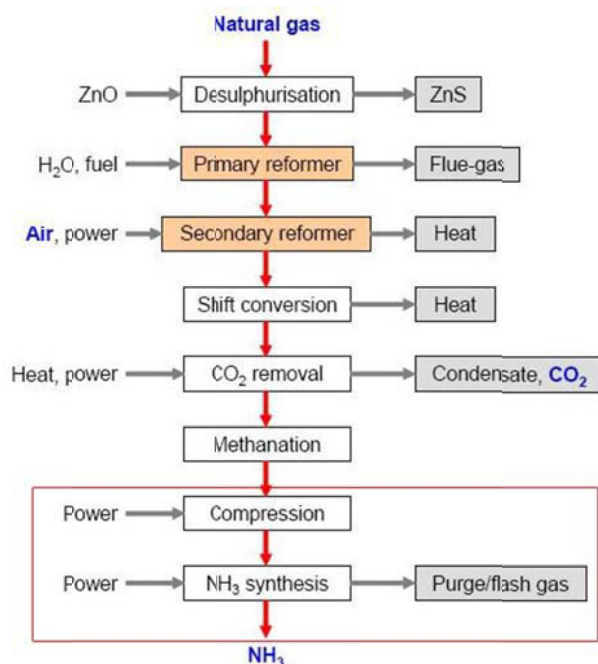 Natural gas
ZnO Desulphurisation ZnS
H₂O, fuel Primary reformer Flue-gas
Air, power Secondary reformer Heat
Shift conversion Heat
Heat, power CO₂ removal Condensate, CO₂
Methanation
Power Compression
Power NH₃ synthesis Purge/flash gas
NH₃